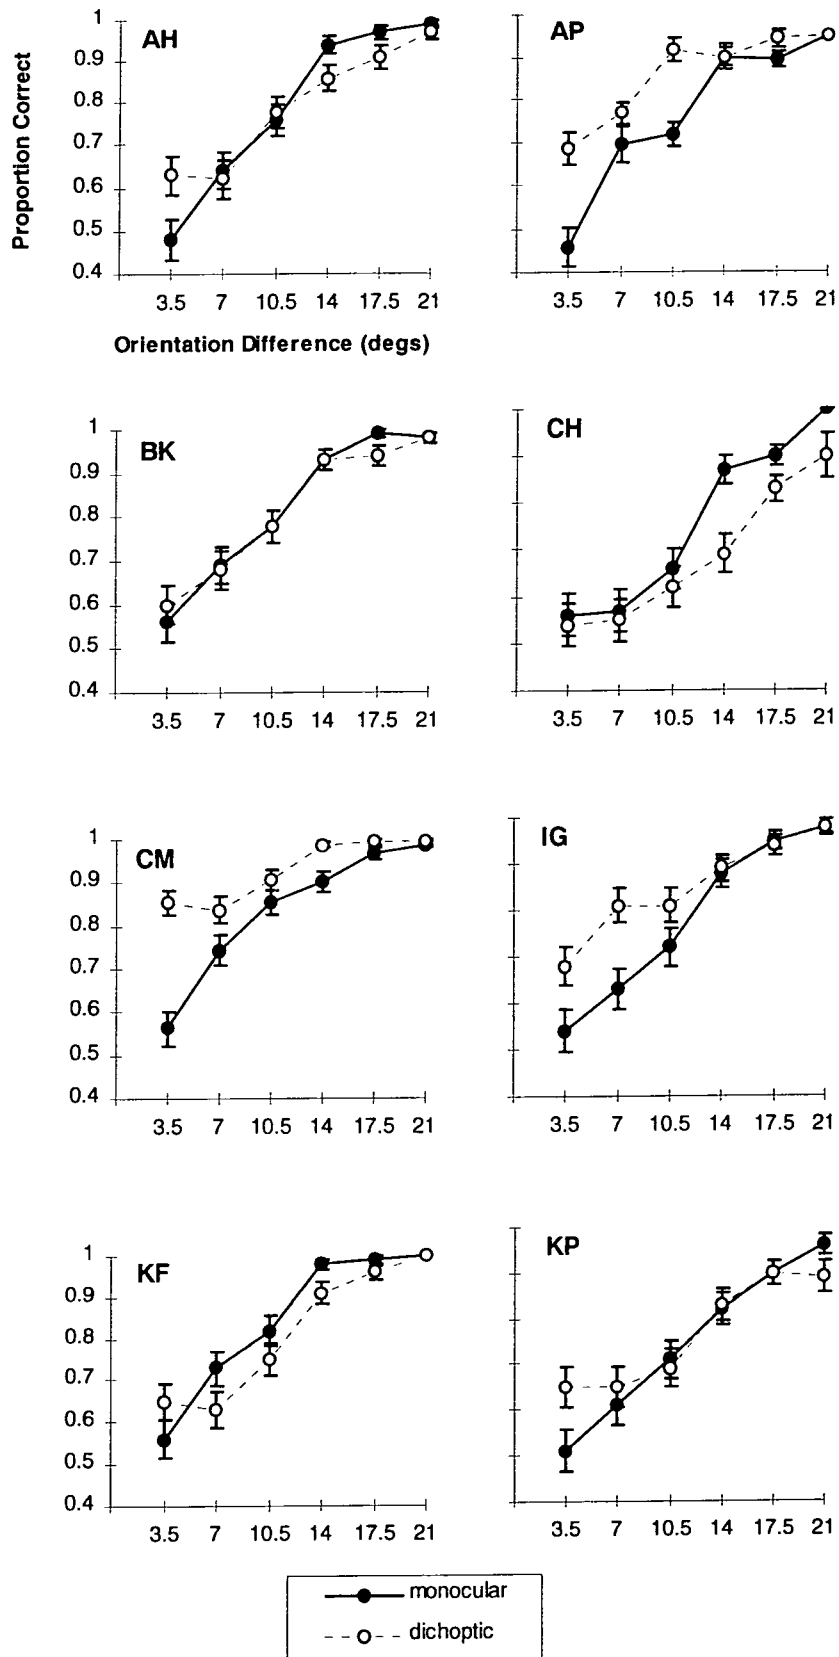 Proportion Correct
AH
1
0.9
0.8
0.7
0.6
0.5
0.4
3.5 7 10.5 14 17.5 21
Orientation Difference (degs)
AP
3.5 7 10.5 14 17.5 21
BK
1
0.9
0.8
0.7
0.6
0.5
0.4
3.5 7 10.5 14 17.5 21
CH
3.5 7 10.5 14 17.5 21
CM
1
0.9
0.8
0.7
0.6
0.5
0.4
3.5 7 10.5 14 17.5 21
IG
3.5 7 10.5 14 17.5 21
KF
1
0.9
0.8
0.7
0.6
0.5
0.4
3.5 7 10.5 14 17.5 21
KP
3.5 7 10.5 14 17.5 21
monocular
dichoptic